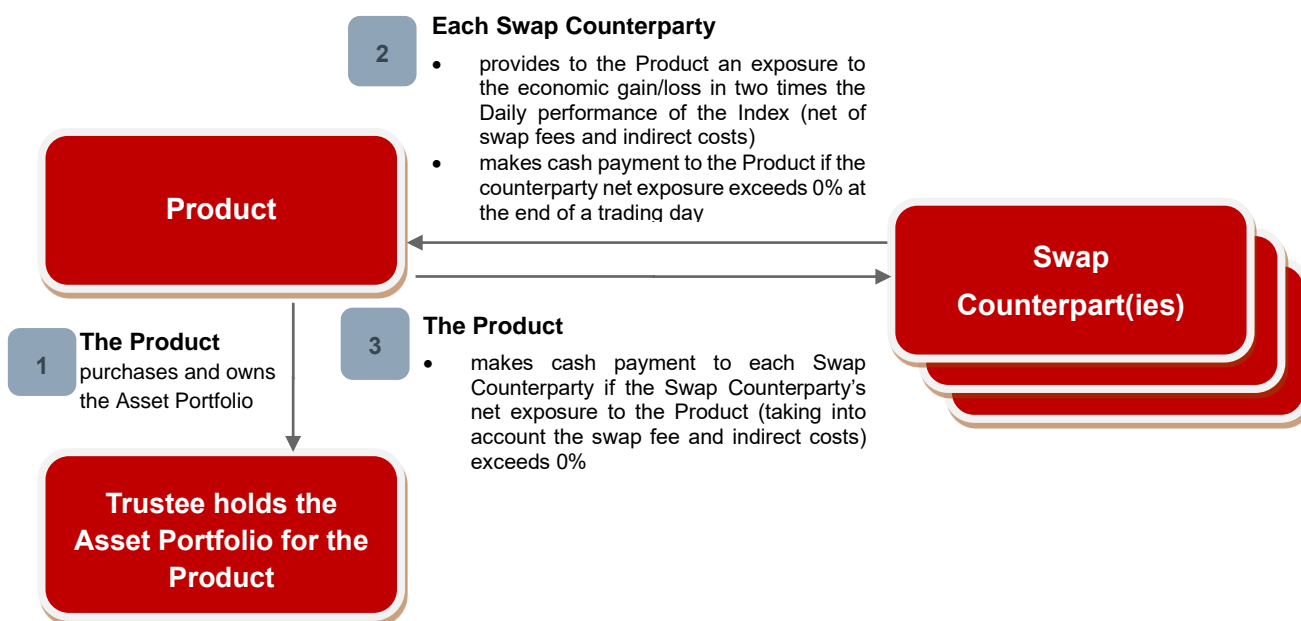 2
Each Swap Counterparty
• provides to the Product an exposure to
the economic gain/loss in two times the
Daily performance of the Index (net of
swap fees and indirect costs)
• makes cash payment to the Product if the
counterparty net exposure exceeds 0% at
the end of a trading day
Product
Swap
Counterpart(ies)
1
The Product
purchases and owns
the Asset Portfolio
3
The Product
• makes cash payment to each Swap
Counterparty if the Swap Counterparty’s
net exposure to the Product (taking into
account the swap fee and indirect costs)
exceeds 0%
Trustee holds the
Asset Portfolio for the
Product